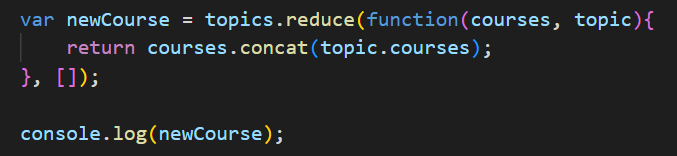 var newCourse = topics.reduce(function(courses, topic){
    return courses.concat(topic.courses);
}, []);

console.log(newCourse);